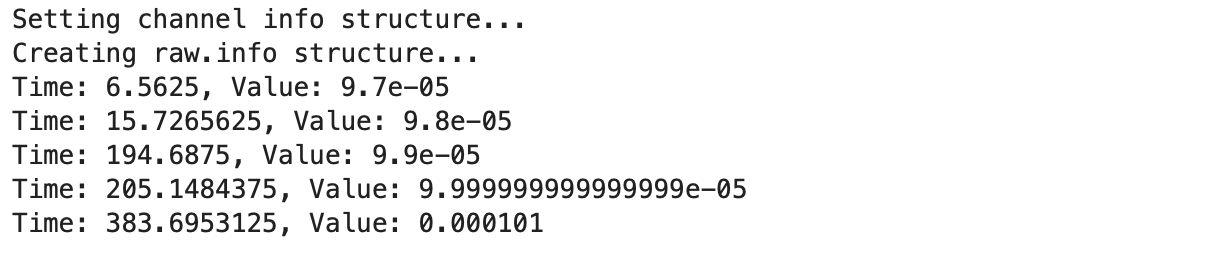 Setting channel info structure...
Creating raw.info structure...
Time: 6.5625, Value: 9.7e-05
Time: 15.7265625, Value: 9.8e-05
Time: 194.6875, Value: 9.9e-05
Time: 205.1484375, Value: 9.999999999999999e-05
Time: 383.6953125, Value: 0.000101